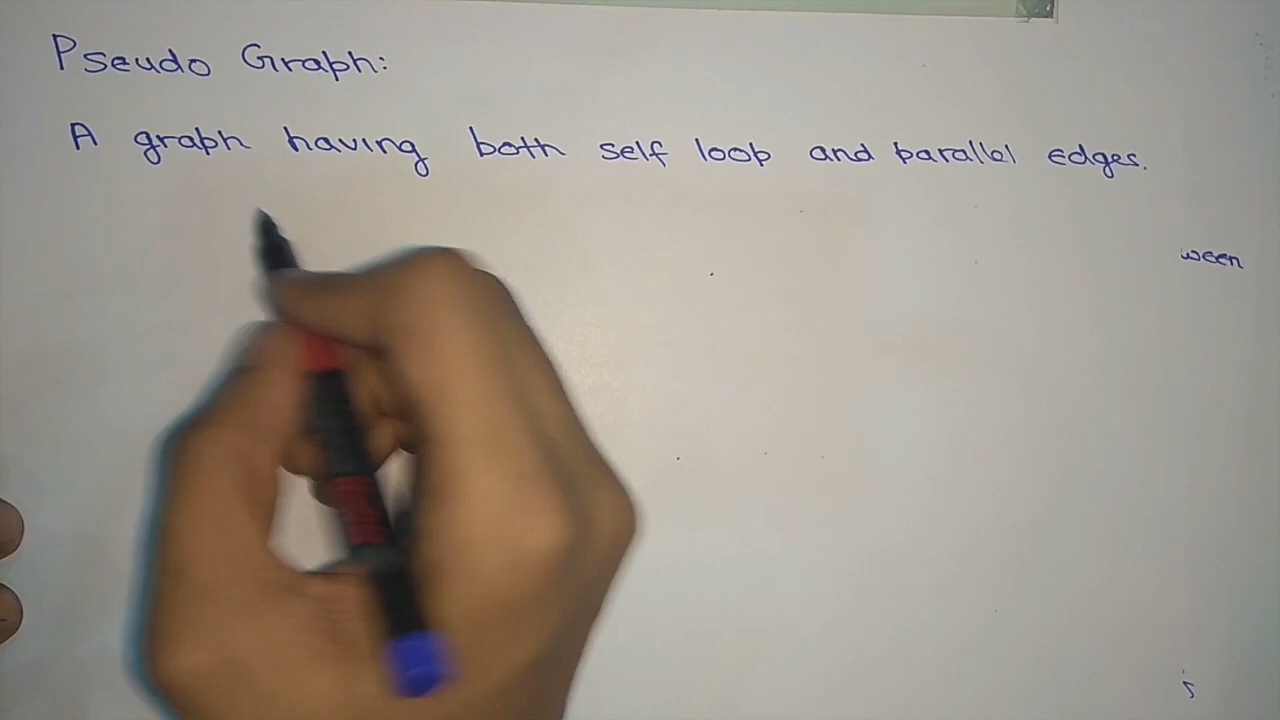 Pseudo Graph:
A graph having both self loop and parallel edges.
ween
s